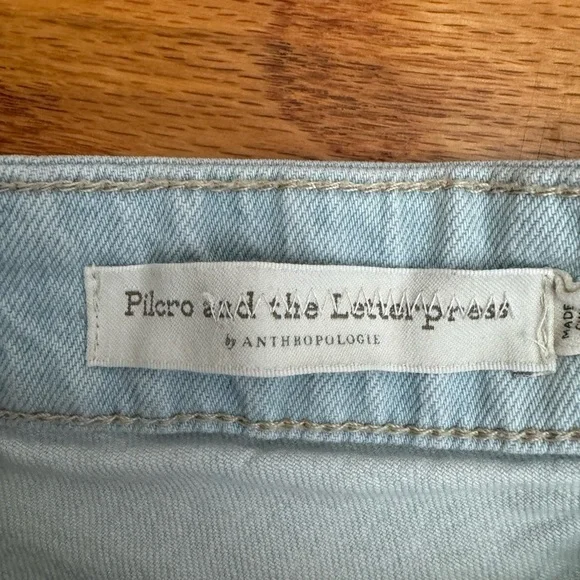 Pilcro and the Letterpress
by ANTHROPOLOGIE
MADE